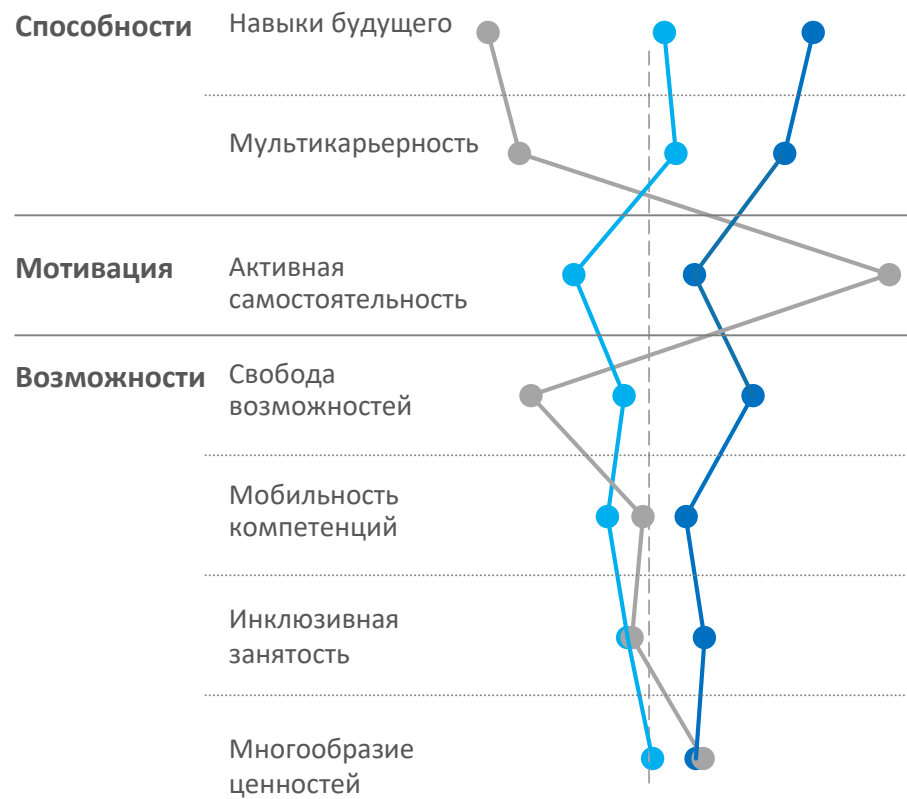 Способности
Навыки будущего
Мультикарьерность
Мотивация
Активная
самостоятельность
Возможности
Свобода
возможностей
Мобильность
компетенций
Инклюзивная
занятость
Многообразие
ценностей